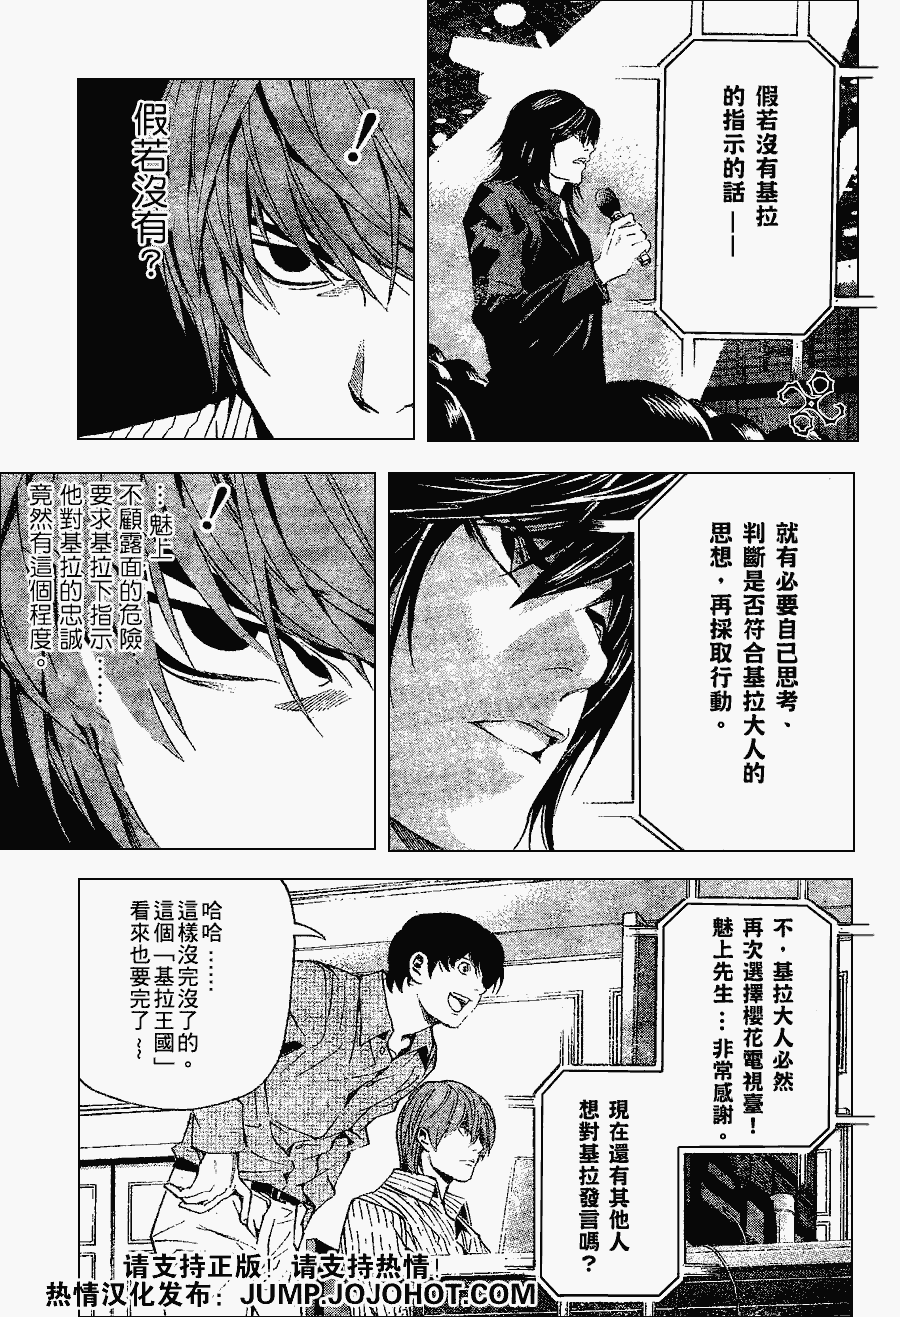 假若沒有基拉
的指示的話——
！
假若沒有？
就有必要自己思考、
判斷是否符合基拉大人的
思想，再採取行動。
！
…魅上
不顧露面的危險
要求基拉下指示……
他對基拉的忠誠
竟然有這個程度。
不，基拉大人必然
再次選擇櫻花電視臺！
魅上先生…非常感謝。
現在還有其他人
想對基拉發言嗎？
哈哈……
這樣沒完沒了的。
這個「基拉王國」
看來也要完了~
请支持正版！请支持热情！
热情汉化发布：JUMP.JOJOHOT.COM